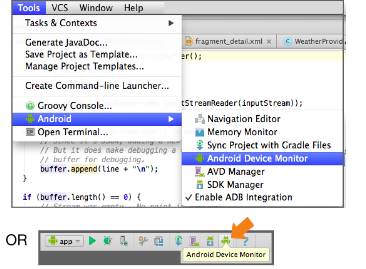 Tools VCS Window Help
Tasks & Contexts
fragment_detail.xml × WeatherProvid
Generate JavaDoc...
Save Project as Template...
Manage Project Templates...
Create Command-line Launcher...
Groovy Console...
Android
Open Terminal...
er();
StreamReader(inputStream));
Navigation Editor
Memory Monitor
Sync Project with Gradle Files
Android Device Monitor
AVD Manager
SDK Manager
✓ Enable ADB Integration
// But it does make debugging a
// buffer for debugging.
buffer.append(line + "\n");
}
if (buffer.length() == 0) {
OR
app
?
Android Device Monitor